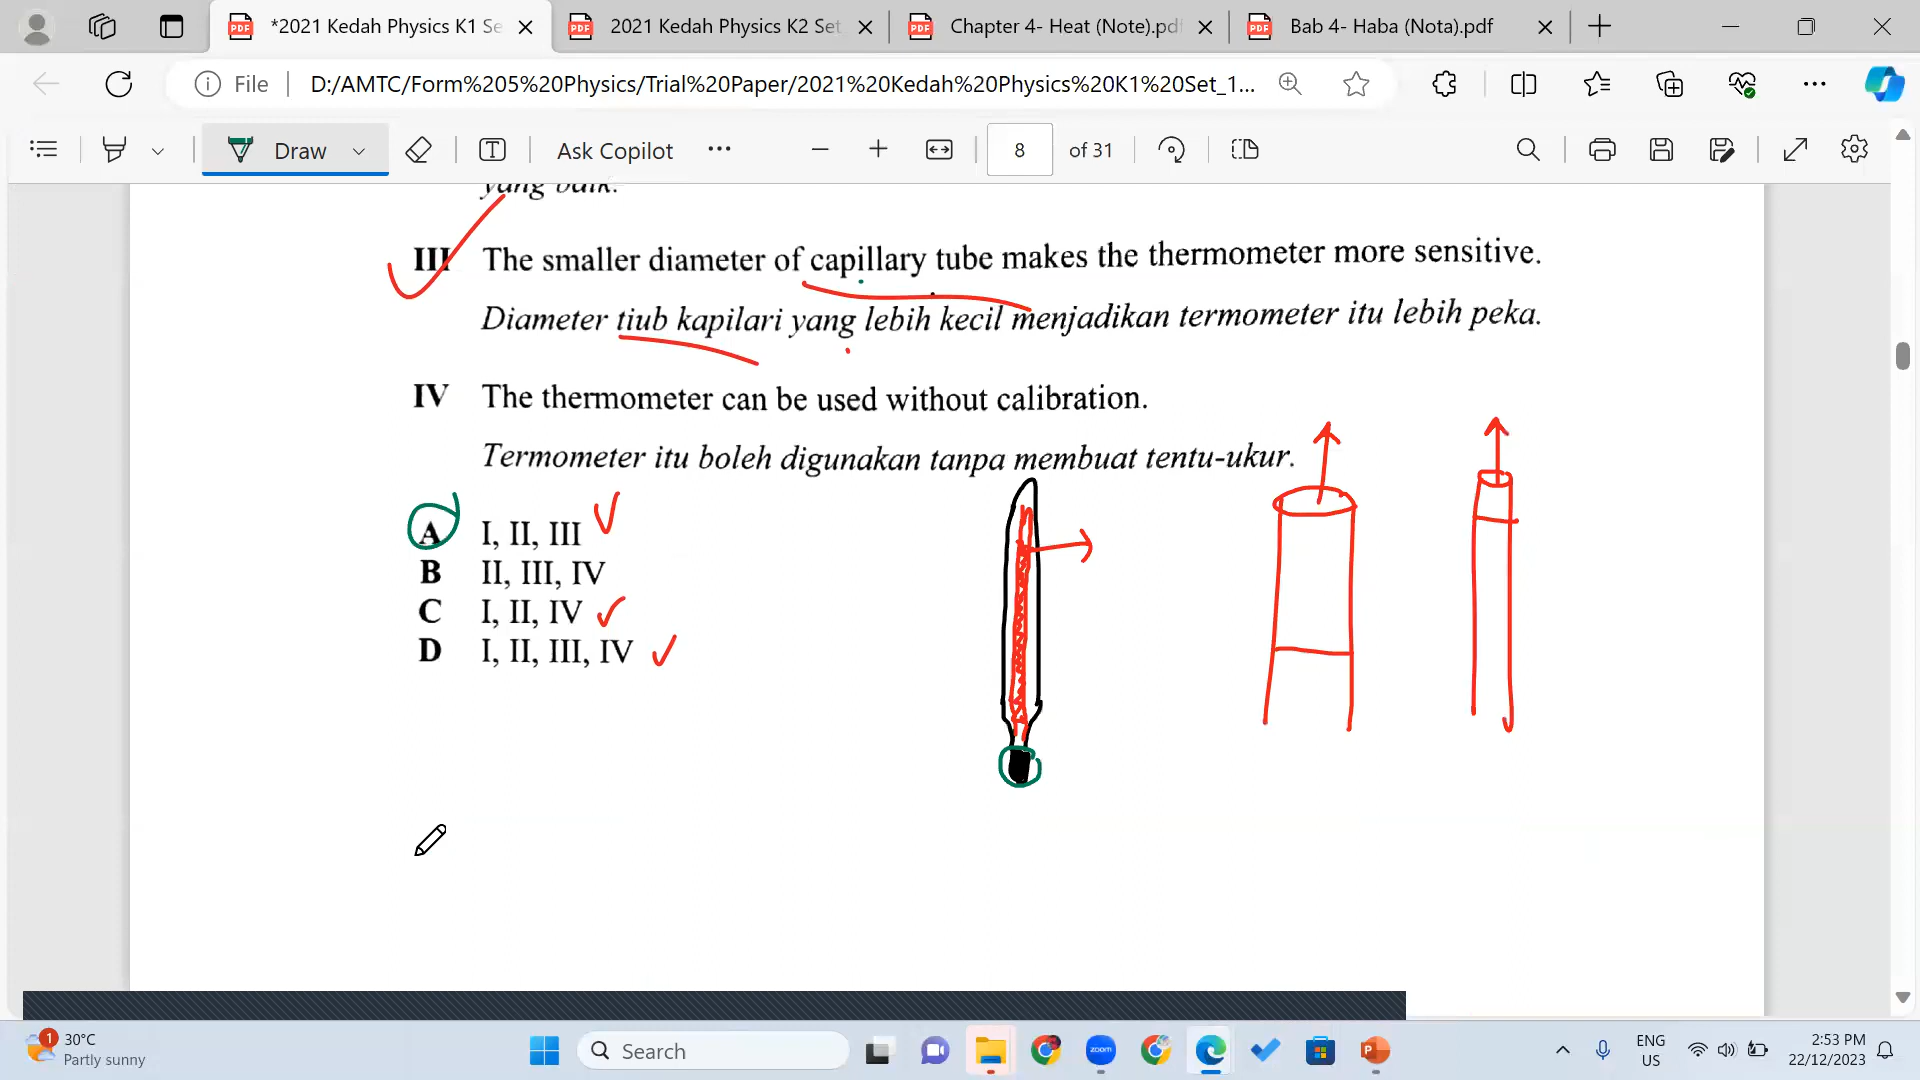 *2021 Kedah Physics K1 Se
2021 Kedah Physics K2 Set
Chapter 4- Heat (Note).pdf
Bab 4- Haba (Nota).pdf
File
D:/AMTC/Form%205%20Physics/Trial%20Paper/2021%20Kedah%20Physics%20K1%20Set_1...
Draw
Ask Copilot
8 of 31
yang baik.
III The smaller diameter of capillary tube makes the thermometer more sensitive.
Diameter tiub kapilari yang lebih kecil menjadikan termometer itu lebih peka.
IV The thermometer can be used without calibration.
Termometer itu boleh digunakan tanpa membuat tentu-ukur.
A I, II, III
B II, III, IV
C I, II, IV
D I, II, III, IV
1
30°C
Partly sunny
Search
zoom
ENG
US
2:53 PM
22/12/2023